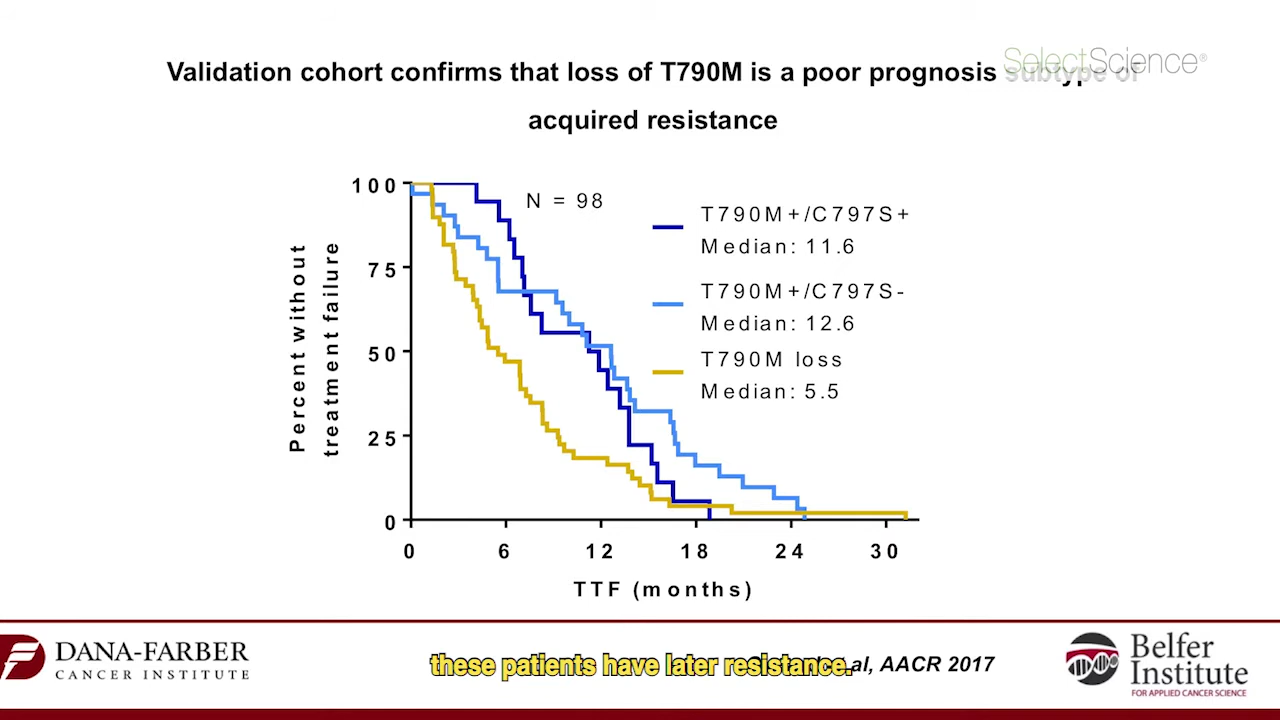 SelectScience®
Validation cohort confirms that loss of T790M is a poor prognosis subtype of
acquired resistance
100
75
50
25
0
Percent without
treatment failure
N = 98
T790M+/C797S+
Median: 11.6
T790M+/C797S-
Median: 12.6
T790M loss
Median: 5.5
0 6 12 18 24 30
TTF (months)
DANA-FARBER
CANCER INSTITUTE
these patients have later resistance.
al, AACR 2017
Belfer
Institute
FOR APPLIED CANCER SCIENCE